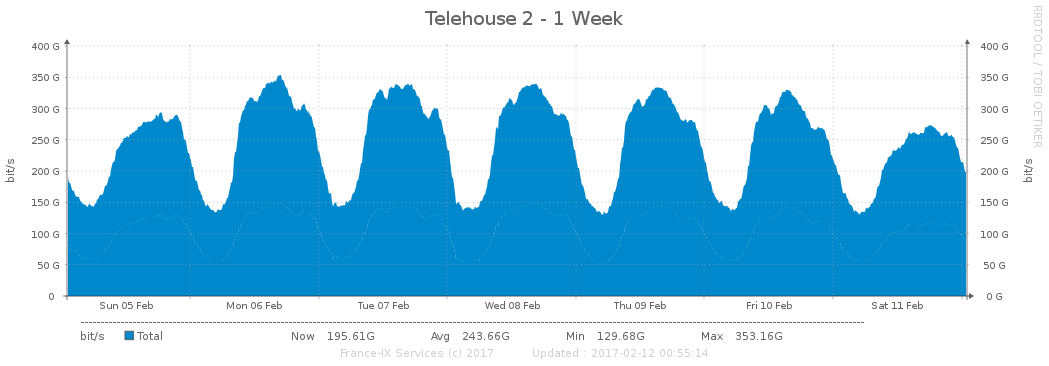 Telehouse 2 - 1 Week
RRDTOOL / TOBI OETIKER
400 G 400 G
350 G 350 G
300 G 300 G
250 G 250 G
200 G 200 G
150 G 150 G
100 G 100 G
50 G 50 G
0 0 G
bit/s bit/s
Sun 05 Feb Mon 06 Feb Tue 07 Feb Wed 08 Feb Thu 09 Feb Fri 10 Feb Sat 11 Feb
bit/s Total Now 195.61G Avg 243.66G Min 129.68G Max 353.16G
France-IX Services (c) 2017 Updated : 2017-02-12 00:55:14